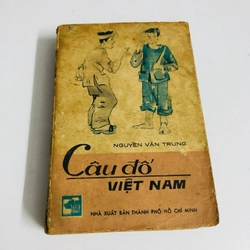 NGUYỄN VĂN TRUNG
Câu đố
VIỆT NAM
NHÀ XUẤT BẢN THÀNH PHỐ HỒ CHÍ MINH